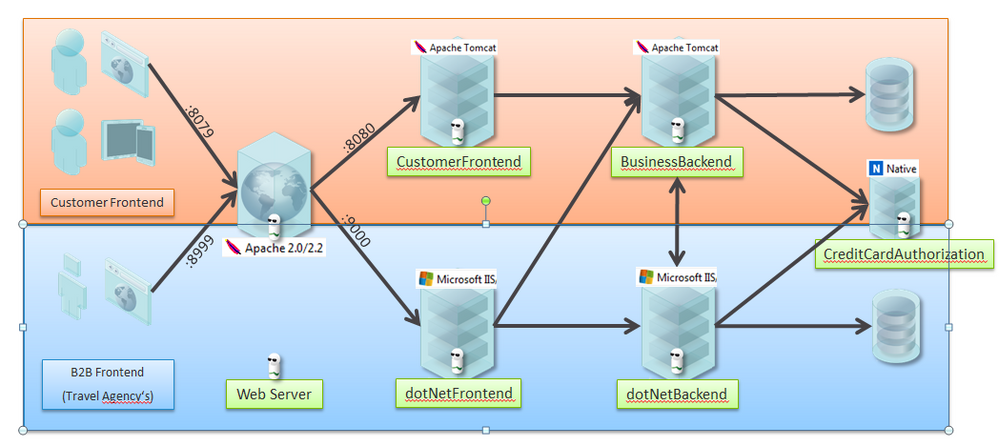 Apache Tomcat
Apache Tomcat
:8079
:8080
CustomerFrontend
BusinessBackend
N Native
Customer Frontend
:8999
:9000
Apache 2.0/2.2
CreditCardAuthorization
Microsoft IIS
Microsoft IIS
B2B Frontend
(Travel Agency's)
Web Server
dotNetFrontend
dotNetBackend